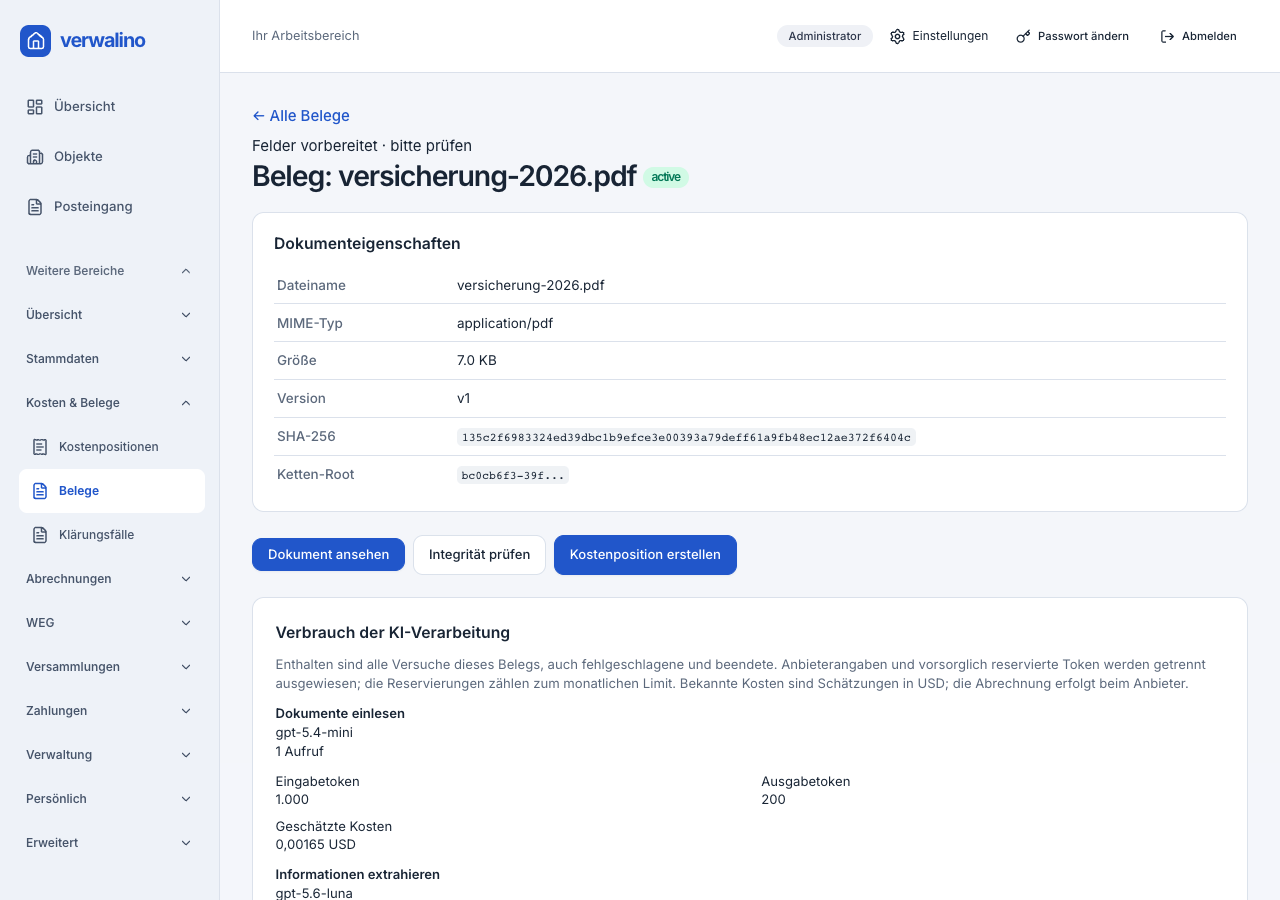 verwalino
Ihr Arbeitsbereich
Administrator
Einstellungen
Passwort ändern
Abmelden
Übersicht
Objekte
Posteingang
Weitere Bereiche
Übersicht
Stammdaten
Kosten & Belege
Kostenpositionen
Belege
Klärungsfälle
Abrechnungen
WEG
Versammlungen
Zahlungen
Verwaltung
Persönlich
Erweitert
← Alle Belege
Felder vorbereitet · bitte prüfen
Beleg: versicherung-2026.pdf active
Dokumenteigenschaften
Dateiname versicherung-2026.pdf
MIME-Typ application/pdf
Größe 7.0 KB
Version v1
SHA-256 135c2f6983324ed39dbc1b9efce3e00393a79deff61a9fb48ec12ae372f6404c
Ketten-Root bc0cb6f3-39f...
Dokument ansehen
Integrität prüfen
Kostenposition erstellen
Verbrauch der KI-Verarbeitung
Enthalten sind alle Versuche dieses Belegs, auch fehlgeschlagene und beendete. Anbieterangaben und vorsorglich reservierte Token werden getrennt
ausgewiesen; die Reservierungen zählen zum monatlichen Limit. Bekannte Kosten sind Schätzungen in USD; die Abrechnung erfolgt beim Anbieter.
Dokumente einlesen
gpt-5.4-mini
1 Aufruf
Eingabetoken Ausgabetoken
1.000 200
Geschätzte Kosten
0,00165 USD
Informationen extrahieren
gpt-5.6-luna